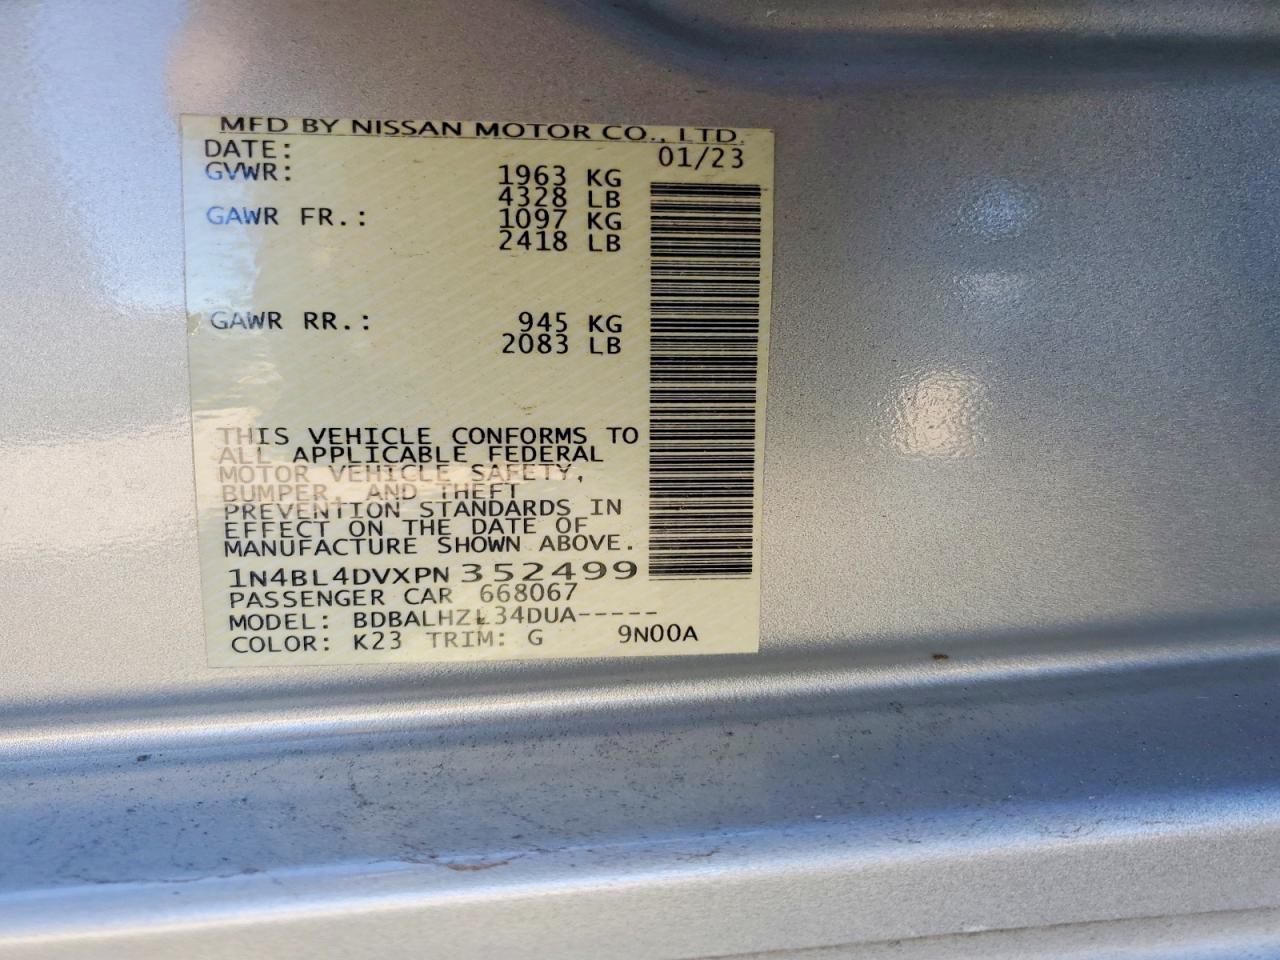 MFD BY NISSAN MOTOR CO., LTD.
DATE: 01/23
GVWR: 1963 KG
4328 LB
GAWR FR.: 1097 KG
2418 LB
GAWR RR.: 945 KG
2083 LB
THIS VEHICLE CONFORMS TO
ALL APPLICABLE FEDERAL
MOTOR VEHICLE SAFETY,
BUMPER, AND THEFT
PREVENTION STANDARDS IN
EFFECT ON THE DATE OF
MANUFACTURE SHOWN ABOVE.
1N4BL4DVXPN352499
PASSENGER CAR 668067
MODEL: BDBALHZL34DUA-----
COLOR: K23 TRIM: G 9N00A